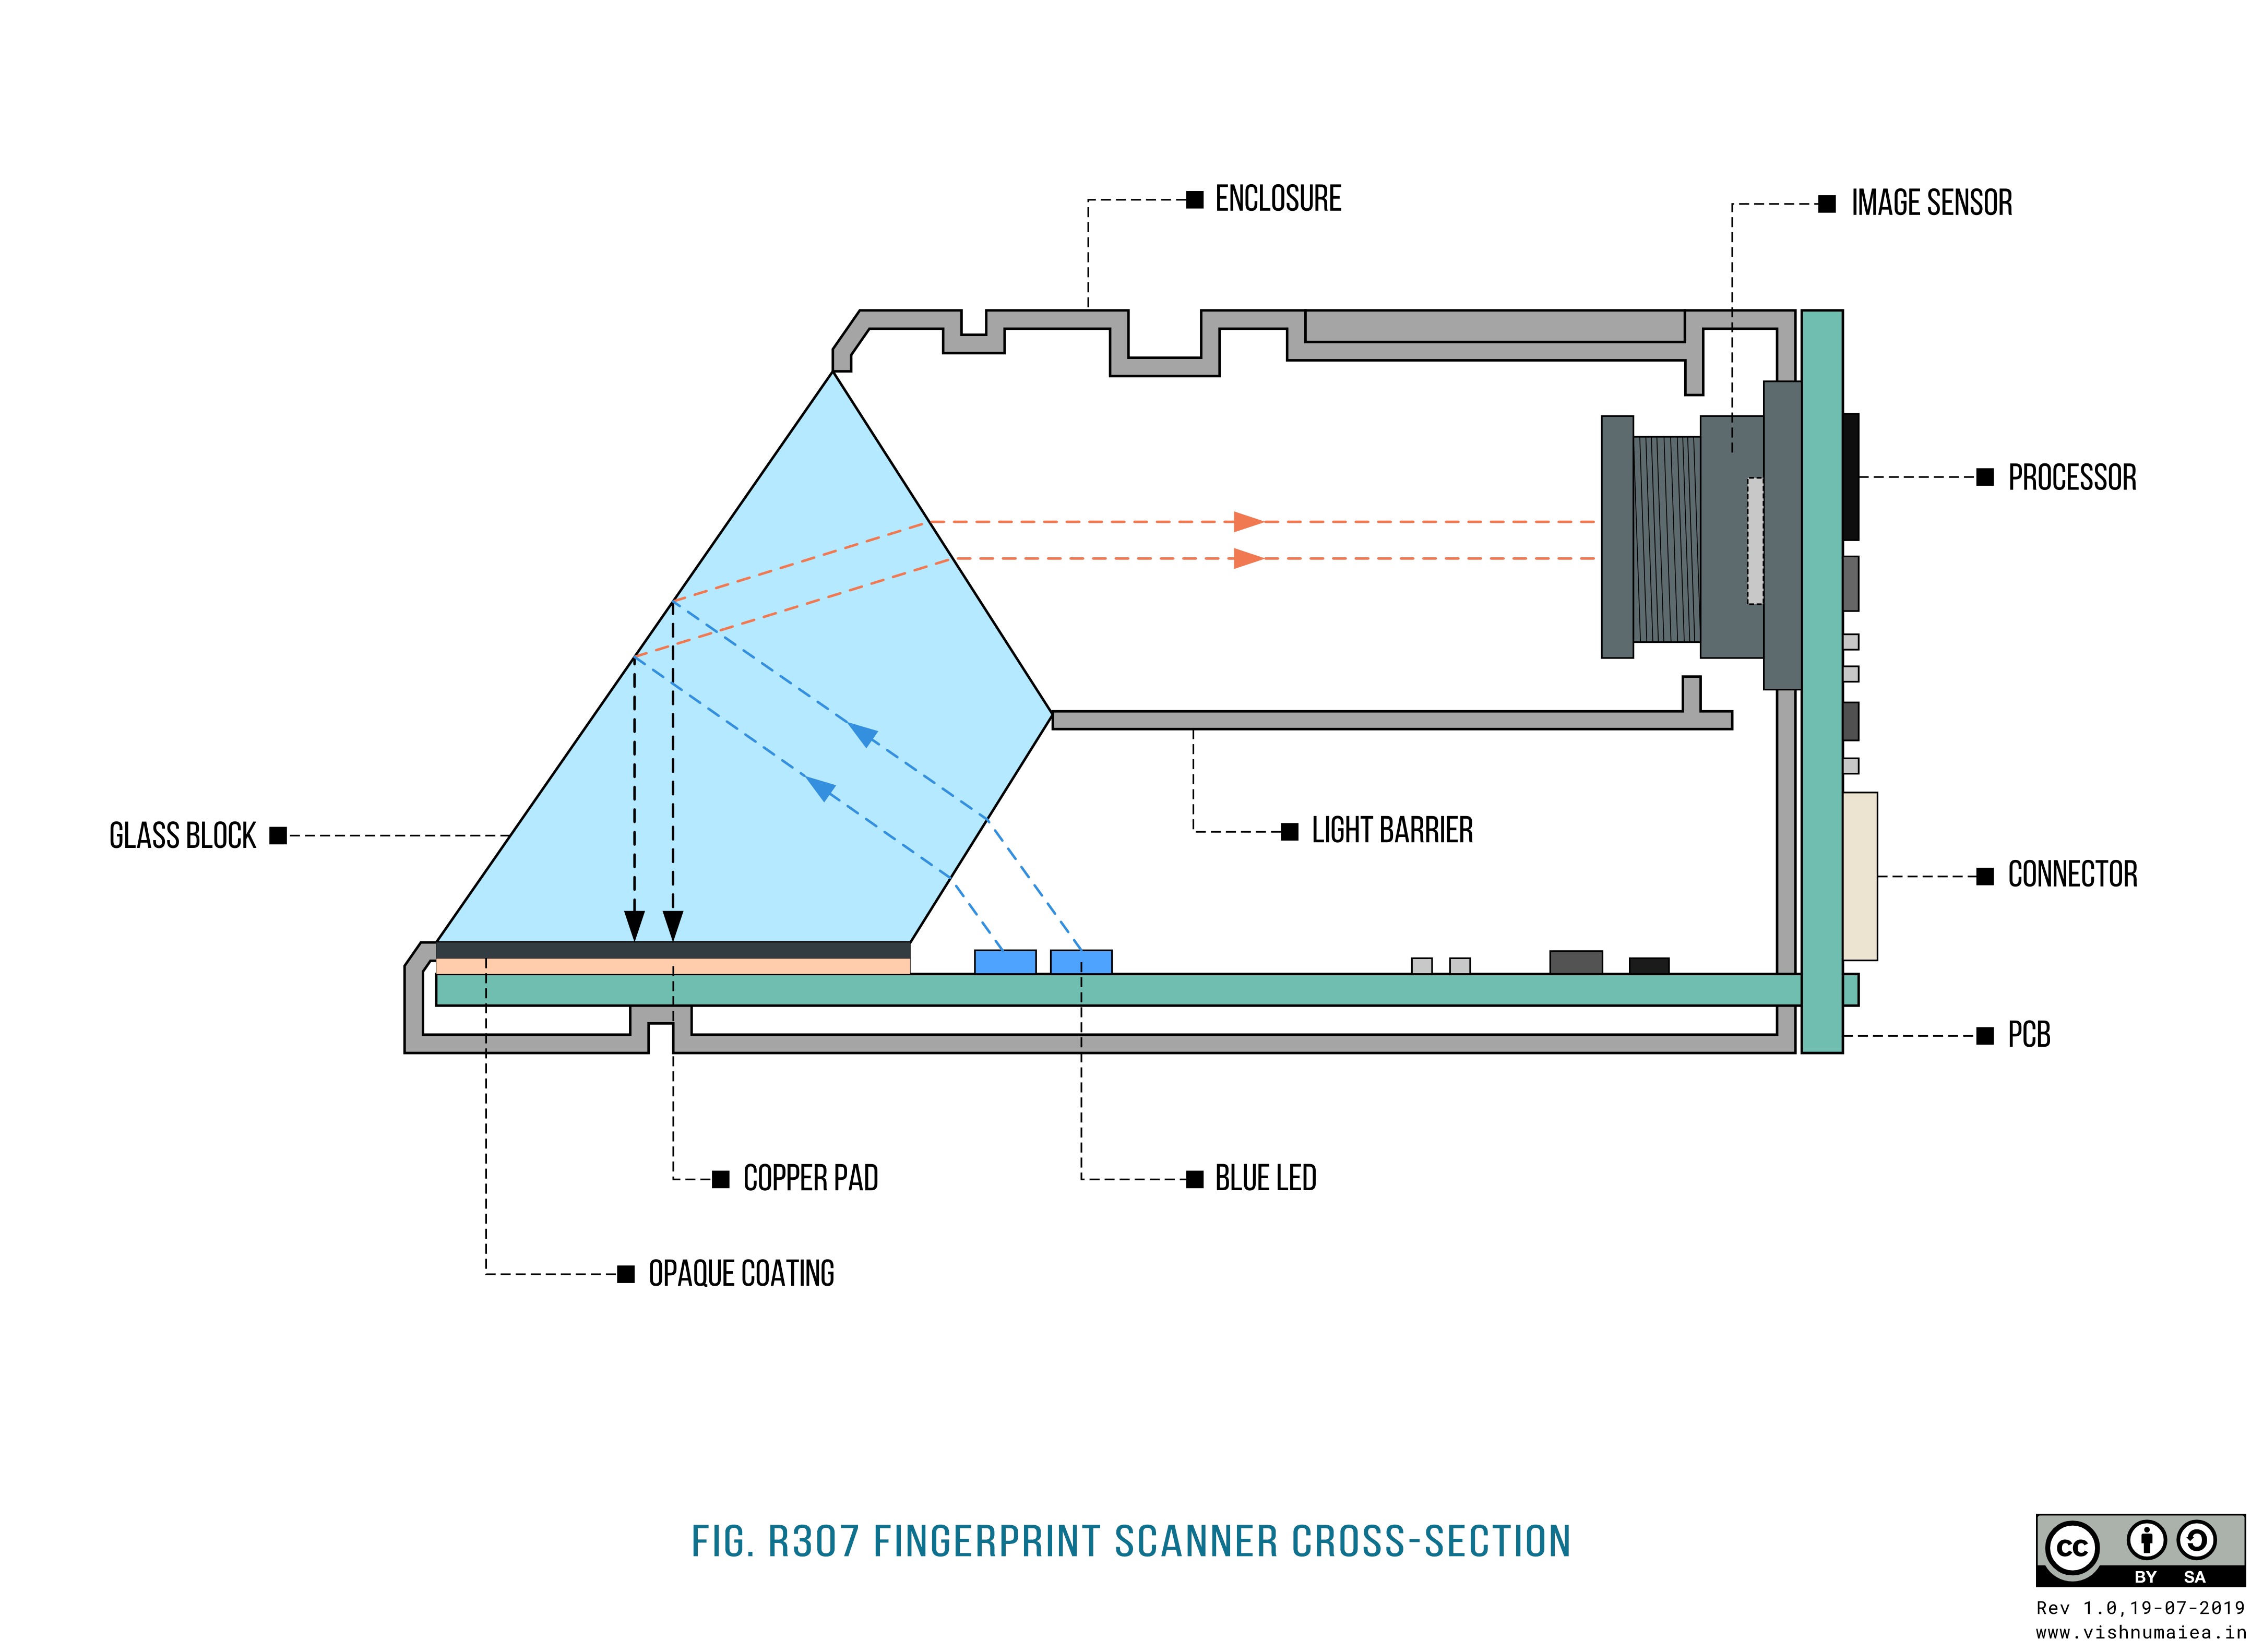 ENCLOSURE
IMAGE SENSOR
PROCESSOR
GLASS BLOCK
LIGHT BARRIER
CONNECTOR
PCB
COPPER PAD
BLUE LED
OPAQUE COATING
FIG. R307 FINGERPRINT SCANNER CROSS-SECTION
CC
BY SA
Rev 1.0,19-07-2019
www.vishnumaiea.in